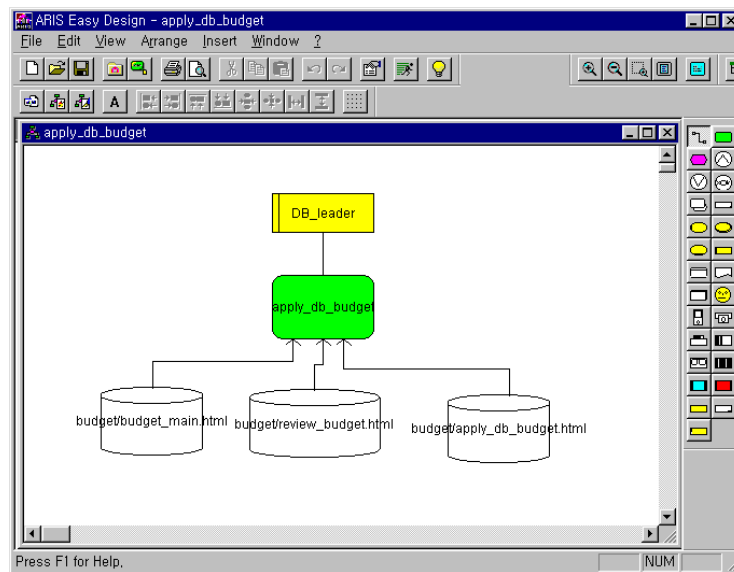 ARIS Easy Design - apply_db_budget
File Edit View Arrange Insert Window ?
A
apply_db_budget
DB_leader
apply_db_budget
budget/budget_main.html
budget/review_budget.html
budget/apply_db_budget.html
Press F1 for Help,
NUM